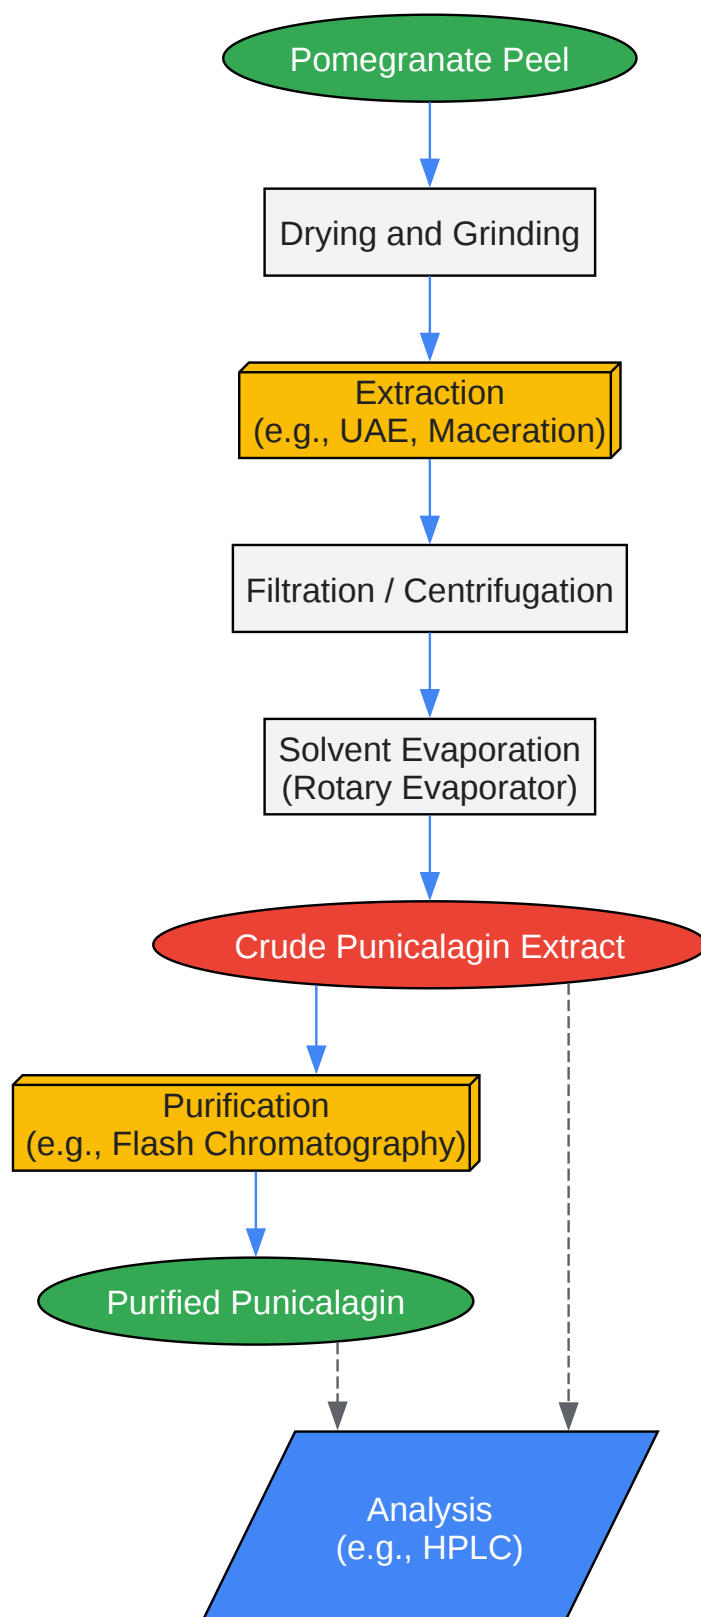 Pomegranate Peel
Drying and Grinding
Extraction
(e.g., UAE, Maceration)
Filtration / Centrifugation
Solvent Evaporation
(Rotary Evaporator)
Crude Punicalagin Extract
Purification
(e.g., Flash Chromatography)
Purified Punicalagin
Analysis
(e.g., HPLC)